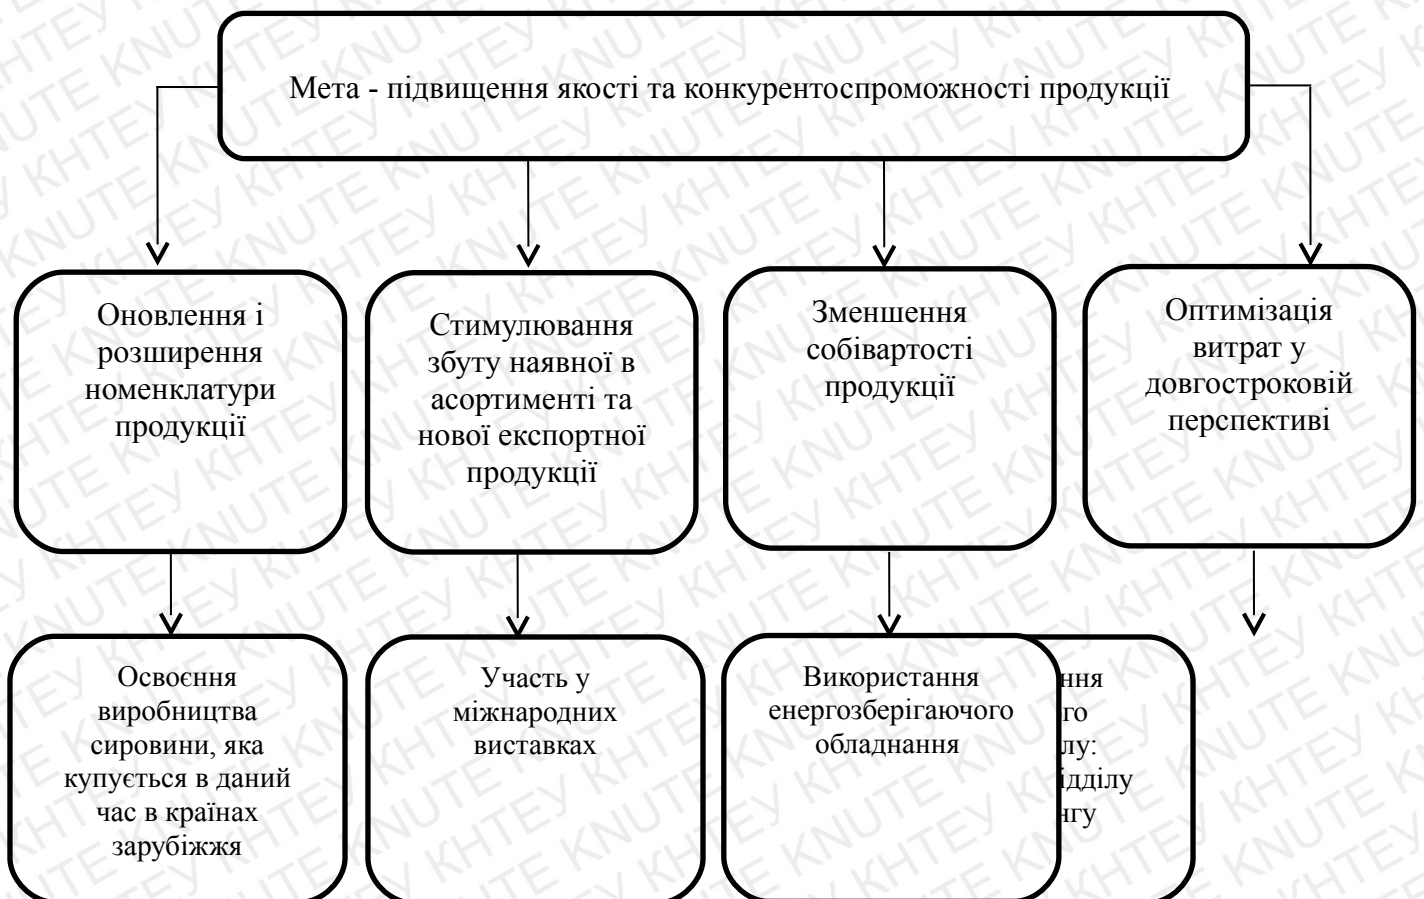 Мета - підвищення якості та конкурентоспроможності продукції
Оновлення і
розширення
номенклатури
продукції
Стимулювання
збуту наявної в
асортименті та
нової експортної
продукції
Зменшення
собівартості
продукції
Оптимізація
витрат у
довгостроковій
перспективі
Освоєння
виробництва
сировини, яка
купується в даний
час в країнах
зарубіжжя
Участь у
міжнародних
виставках
Використання
енергозберігаючого
обладнання
KHTEУ KNUTE